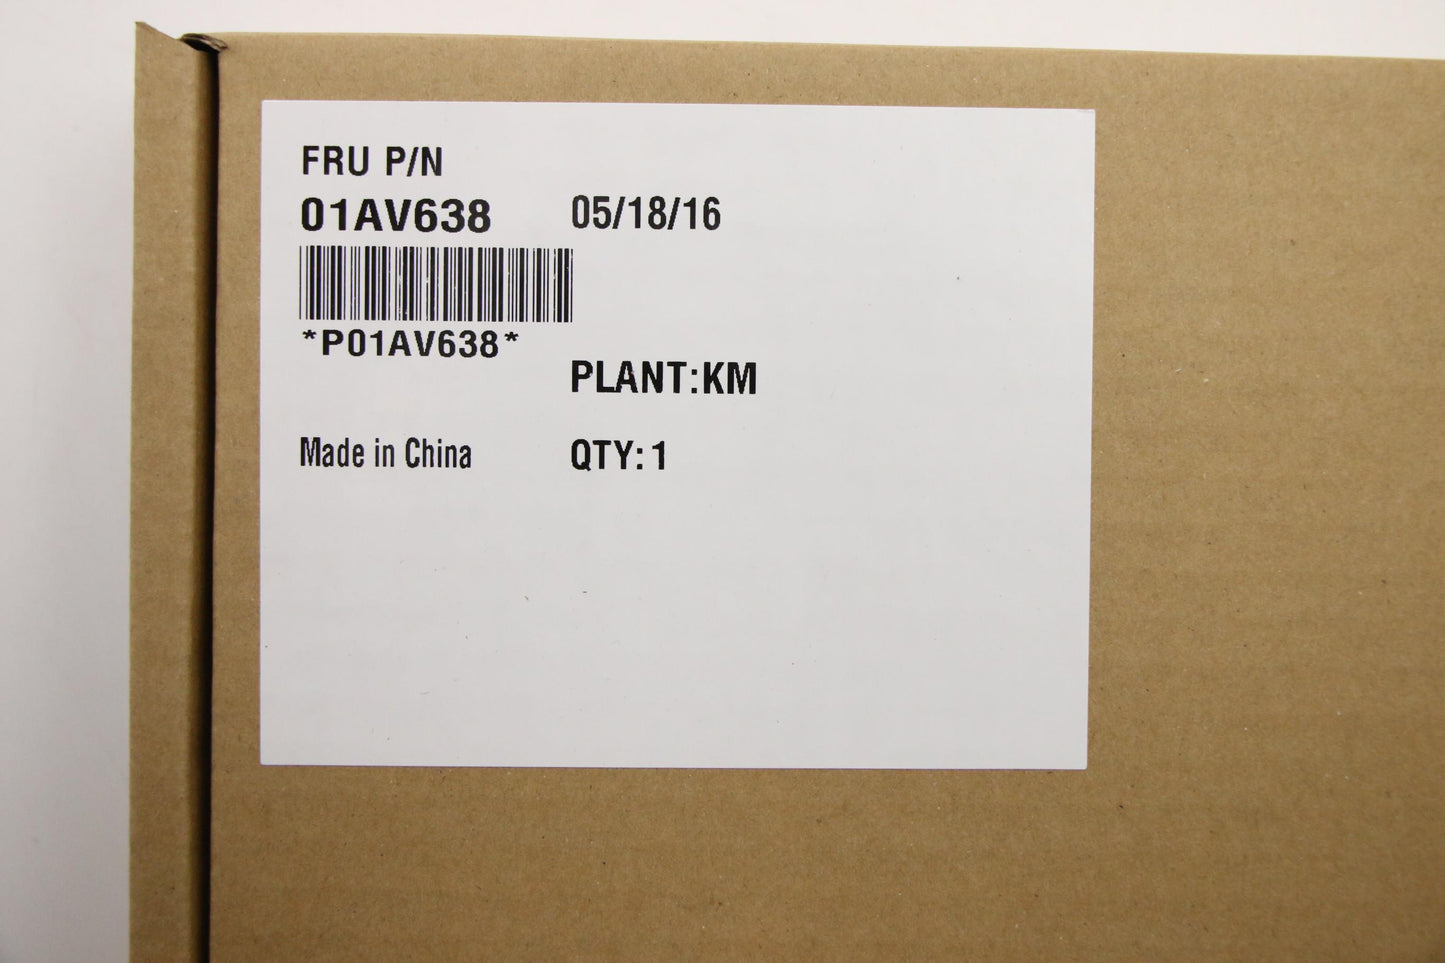 FRU P/N
01AV638 05/18/16
*P01AV638*
PLANT:KM
Made in China QTY: 1